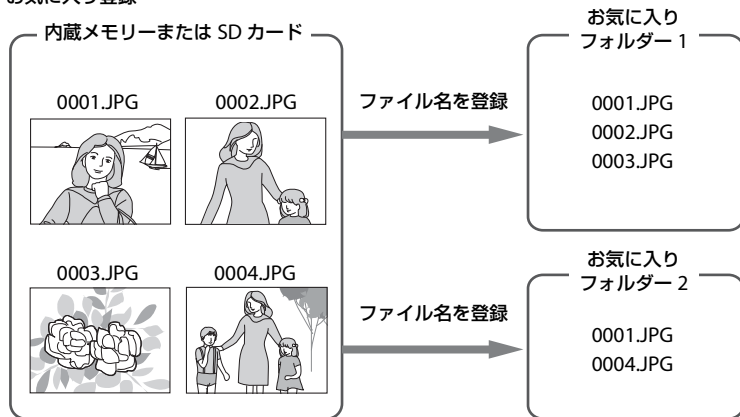 お気に入り登録
内蔵メモリーまたは SD カード
0001.JPG
0002.JPG
0003.JPG
0004.JPG
ファイル名を登録
お気に入り
フォルダー 1
0001.JPG
0002.JPG
0003.JPG
ファイル名を登録
お気に入り
フォルダー 2
0001.JPG
0004.JPG